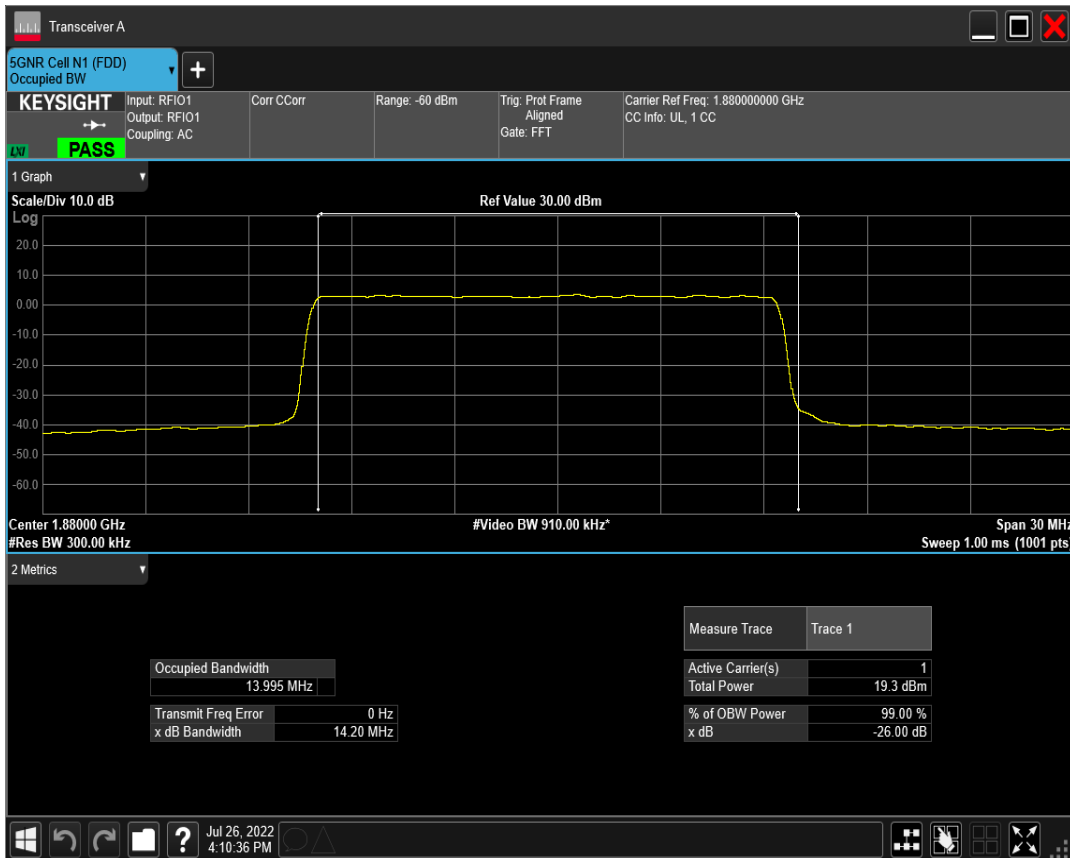 Transceiver A
5GNR Cell N1 (FDD)
Occupied BW
+
KEYSIGHT
LXI
PASS
Input: RFIO1
Output: RFIO1
Coupling: AC
Corr CCorr
Range: -60 dBm
Trig: Prot Frame
Aligned
Gate: FFT
Carrier Ref Freq: 1.880000000 GHz
CC Info: UL, 1 CC
1 Graph
Scale/Div 10.0 dB
Ref Value 30.00 dBm
Log
20.0
10.0
0.00
-10.0
-20.0
-30.0
-40.0
-50.0
-60.0
Center 1.88000 GHz
#Video BW 910.00 kHz*
Span 30 MHz
#Res BW 300.00 kHz
Sweep 1.00 ms (1001 pts)
2 Metrics
Measure Trace Trace 1
Occupied Bandwidth
13.995 MHz
Active Carrier(s) 1
Total Power 19.3 dBm
Transmit Freq Error 0 Hz
x dB Bandwidth 14.20 MHz
% of OBW Power 99.00 %
x dB -26.00 dB
?
Jul 26, 2022
4:10:36 PM